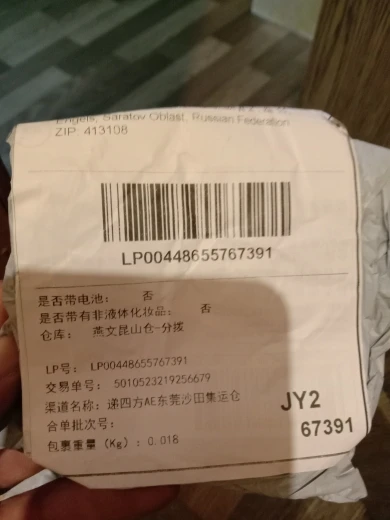 Engels, Saratov Oblast, Russian Federation
ZIP: 413108
LP00448655767391
是否带电池： 否
是否带有非液体化妆品： 否
仓库： 燕文昆山仓-分拨
LP号： LP00448655767391
交易单号： 5010523219256679
渠道名称： 递四方AE东莞沙田集运仓
合单批次号：
包裹重量（Kg）： 0.018
JY2
67391